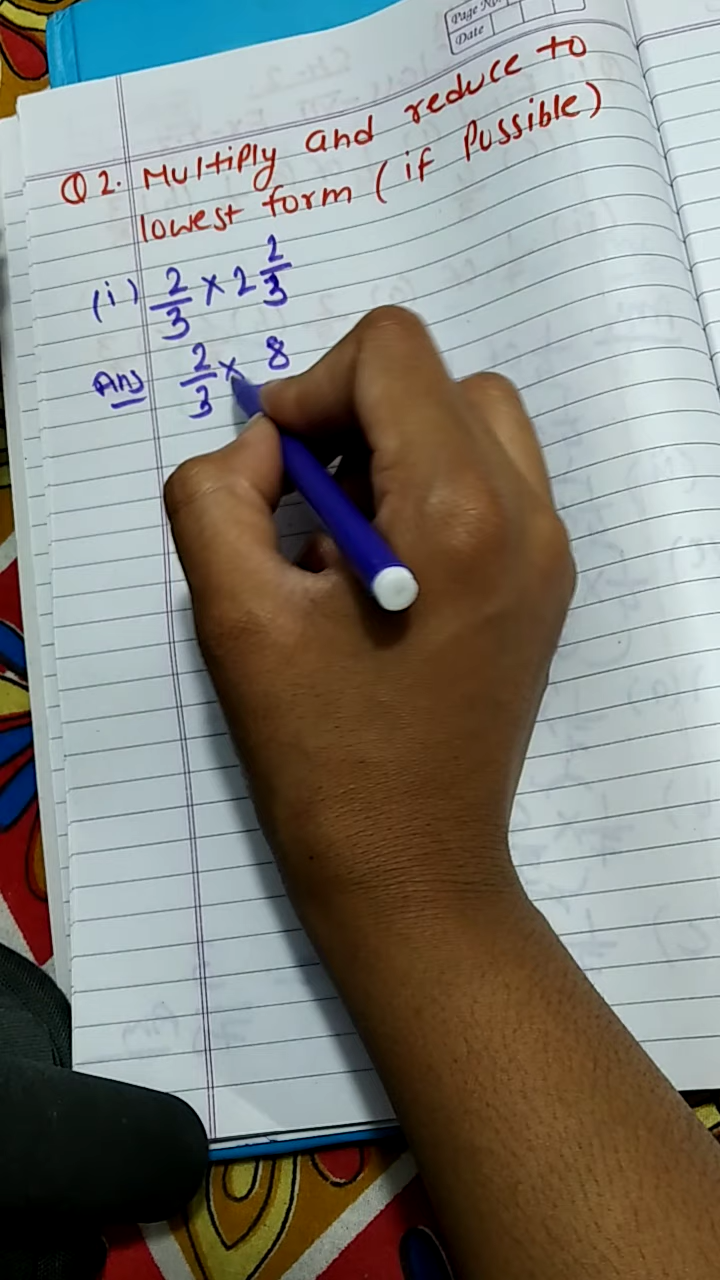 Page No.
Date
Q2. Multiply and reduce to
lowest form (if Possible)
(i) 2/3 × 2 2/3
Ans 2/3 × 8